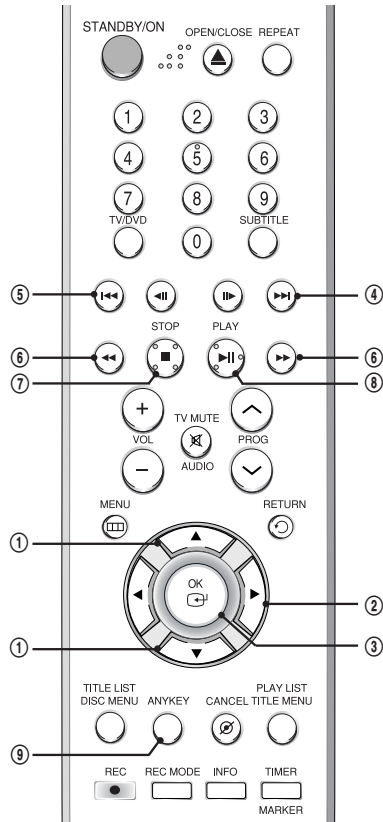 STANDBY/ON
OPEN/CLOSE REPEAT
1 2 3
4 5 6
7 8 9
TV/DVD SUBTITLE
0
⑤ ④
STOP PLAY
⑥ ⑥
⑦ ⑧
+
TV MUTE
VOL PROG
− AUDIO
MENU RETURN
①
OK
②
① ③
TITLE LIST PLAY LIST
DISC MENU ANYKEY CANCEL TITLE MENU
⑨
REC REC MODE INFO TIMER
MARKER